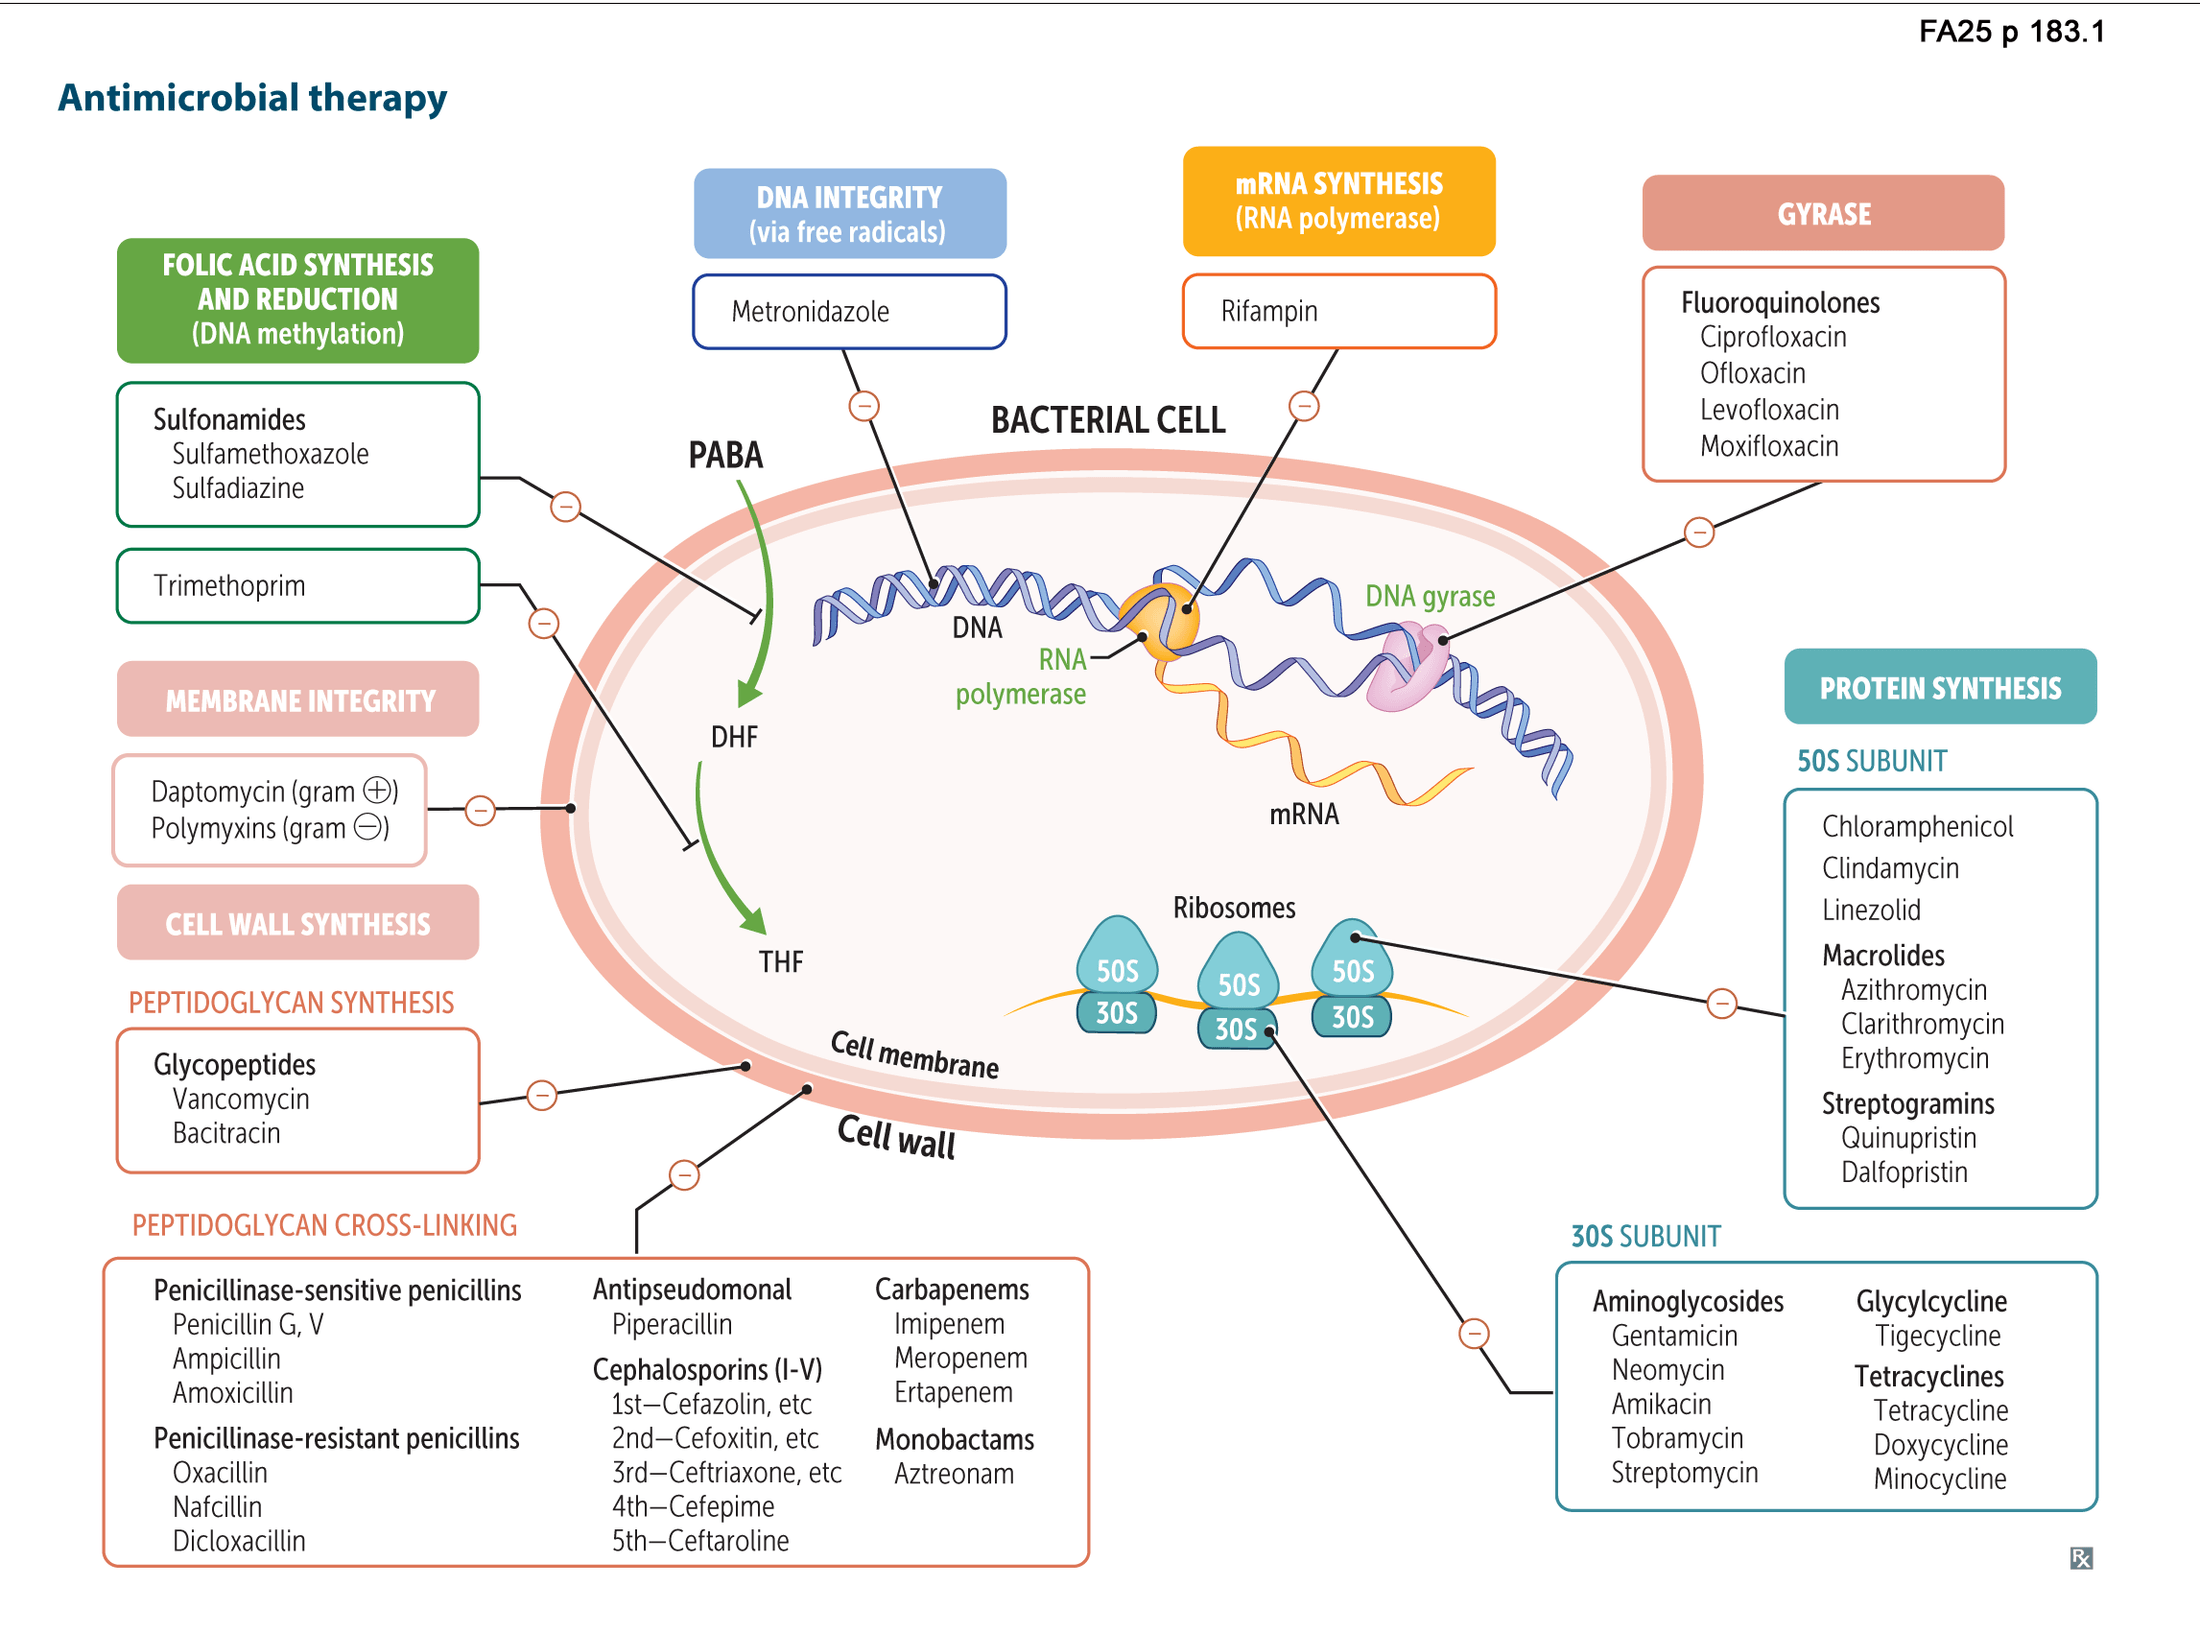 FA25 p 183.1
Antimicrobial therapy
FOLIC ACID SYNTHESIS
AND REDUCTION
(DNA methylation)
Sulfonamides
Sulfamethoxazole
Sulfadiazine
Trimethoprim
DNA INTEGRITY
(via free radicals)
Metronidazole
mRNA SYNTHESIS
(RNA polymerase)
Rifampin
GYRASE
Fluoroquinolones
Ciprofloxacin
Ofloxacin
Levofloxacin
Moxifloxacin
BACTERIAL CELL
PABA
DHF
THF
DNA
RNA
polymerase
DNA gyrase
mRNA
Ribosomes
50S
30S
50S
30S
50S
30S
Cell membrane
Cell wall
MEMBRANE INTEGRITY
Daptomycin (gram ⊕)
Polymyxins (gram ⊖)
CELL WALL SYNTHESIS
PEPTIDOGLYCAN SYNTHESIS
Glycopeptides
Vancomycin
Bacitracin
PEPTIDOGLYCAN CROSS-LINKING
Penicillinase-sensitive penicillins
Penicillin G, V
Ampicillin
Amoxicillin
Penicillinase-resistant penicillins
Oxacillin
Nafcillin
Dicloxacillin
Antipseudomonal
Piperacillin
Cephalosporins (I-V)
1st—Cefazolin, etc
2nd—Cefoxitin, etc
3rd—Ceftriaxone, etc
4th—Cefepime
5th—Ceftaroline
Carbapenems
Imipenem
Meropenem
Ertapenem
Monobactams
Aztreonam
PROTEIN SYNTHESIS
50S SUBUNIT
Chloramphenicol
Clindamycin
Linezolid
Macrolides
Azithromycin
Clarithromycin
Erythromycin
Streptogramins
Quinupristin
Dalfopristin
30S SUBUNIT
Aminoglycosides
Gentamicin
Neomycin
Amikacin
Tobramycin
Streptomycin
Glycylcycline
Tigecycline
Tetracyclines
Tetracycline
Doxycycline
Minocycline
Rx